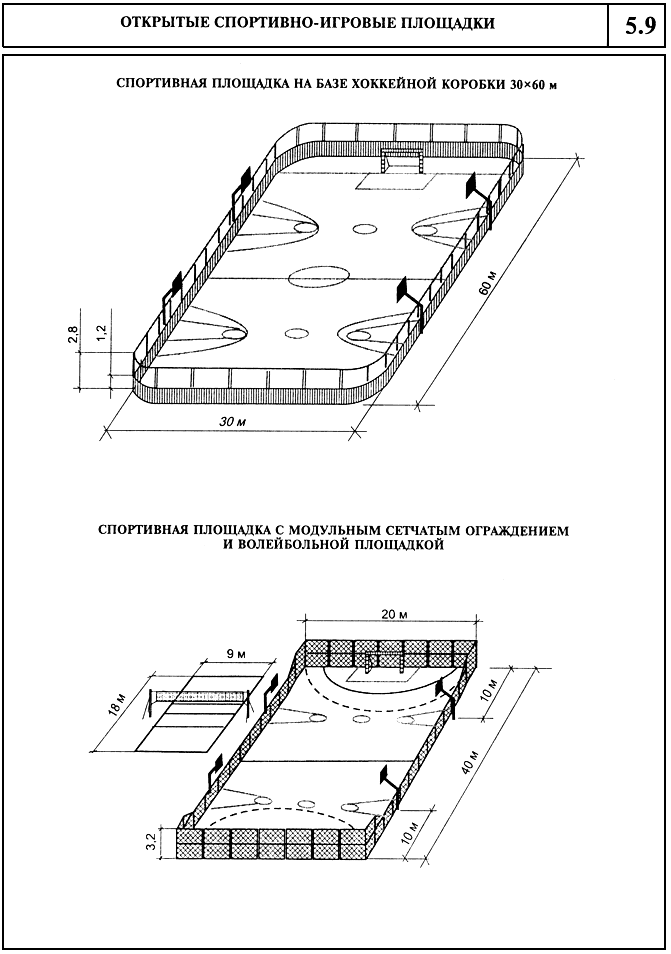 ОТКРЫТЫЕ СПОРТИВНО-ИГРОВЫЕ ПЛОЩАДКИ
5.9
СПОРТИВНАЯ ПЛОЩАДКА НА БАЗЕ ХОККЕЙНОЙ КОРОБКИ 30×60 м
60 м
2,8
1,2
30 м
СПОРТИВНАЯ ПЛОЩАДКА С МОДУЛЬНЫМ СЕТЧАТЫМ ОГРАЖДЕНИЕМ
И ВОЛЕЙБОЛЬНОЙ ПЛОЩАДКОЙ
20 м
9 м
18 м
10 м
40 м
10 м
3,2